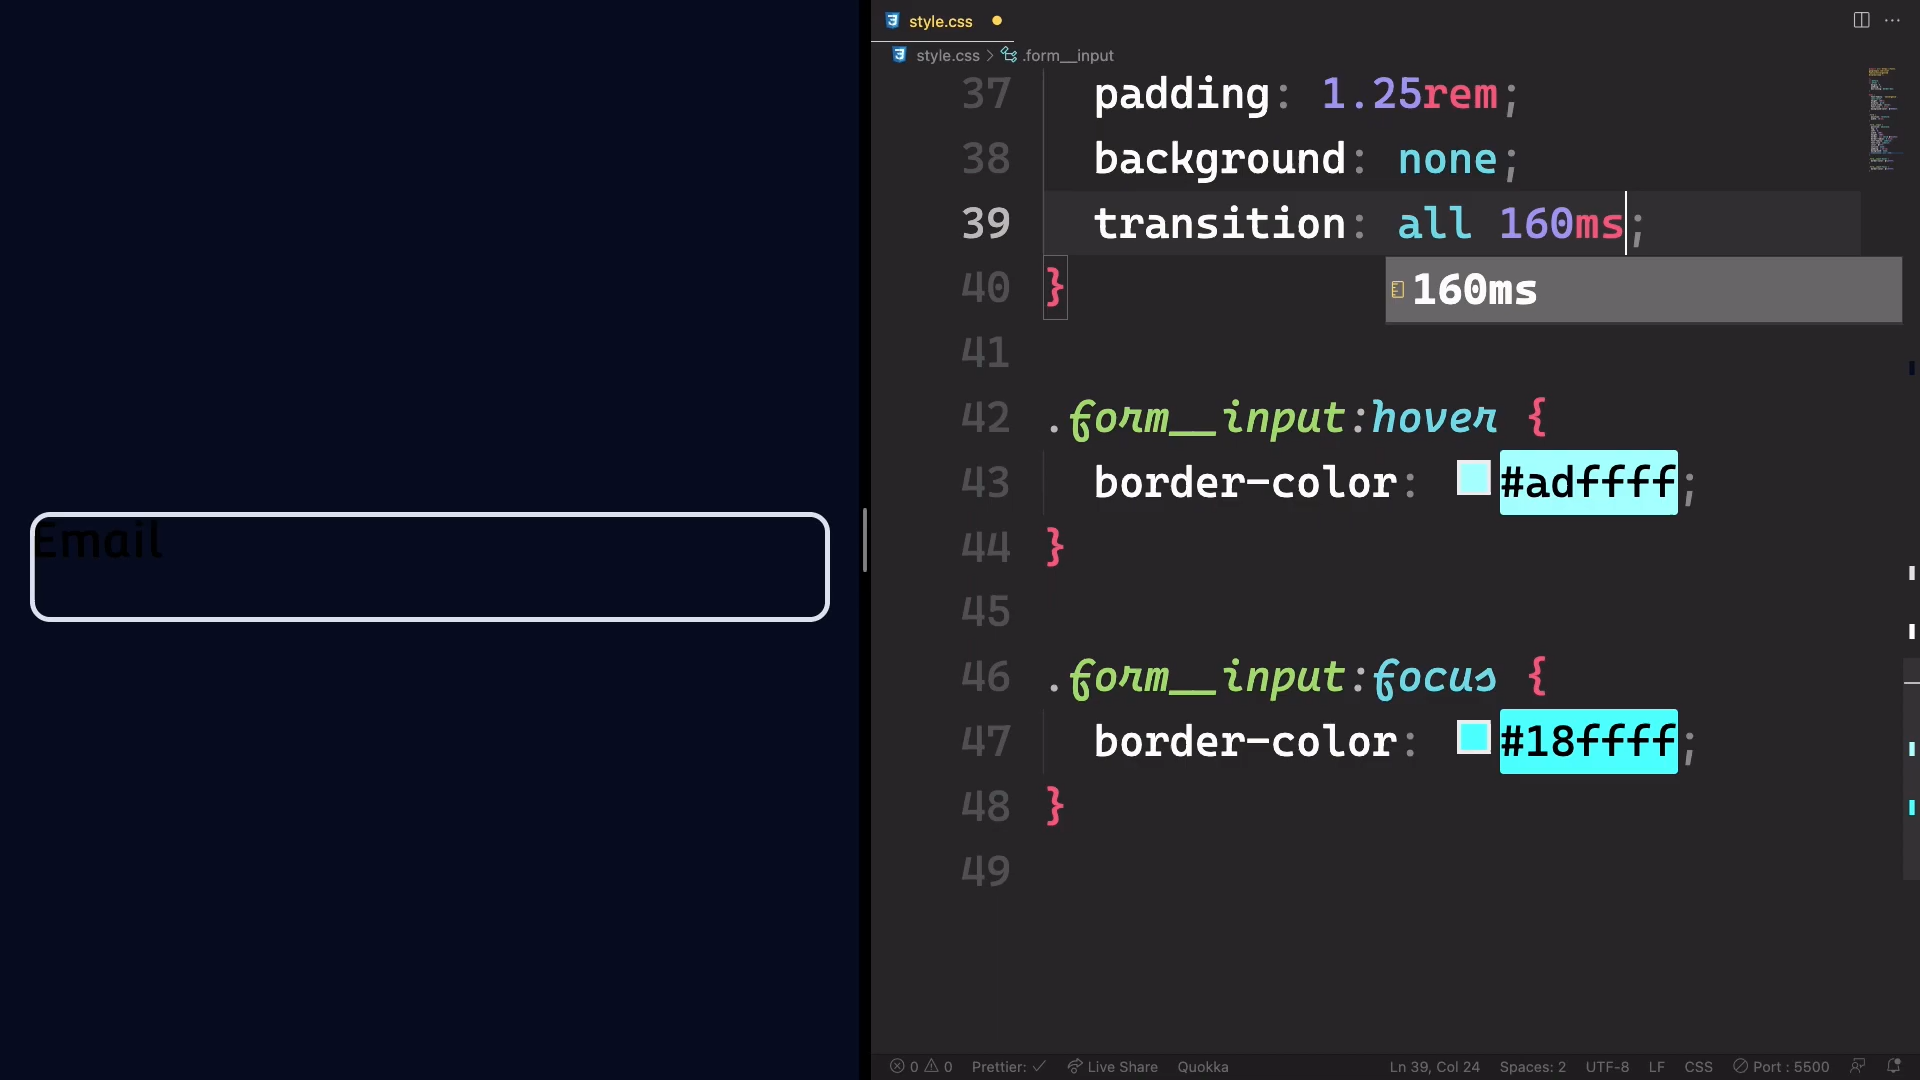 Email
style.css
style.css > .form__input
37 padding: 1.25rem;
38 background: none;
39 transition: all 160ms;
40 }
160ms
41
42 .form__input:hover {
43 border-color: #adffff;
44 }
45
46 .form__input:focus {
47 border-color: #18ffff;
48 }
49
0 0 Prettier: ✓ Live Share Quokka Ln 39, Col 24 Spaces: 2 UTF-8 LF CSS Port : 5500